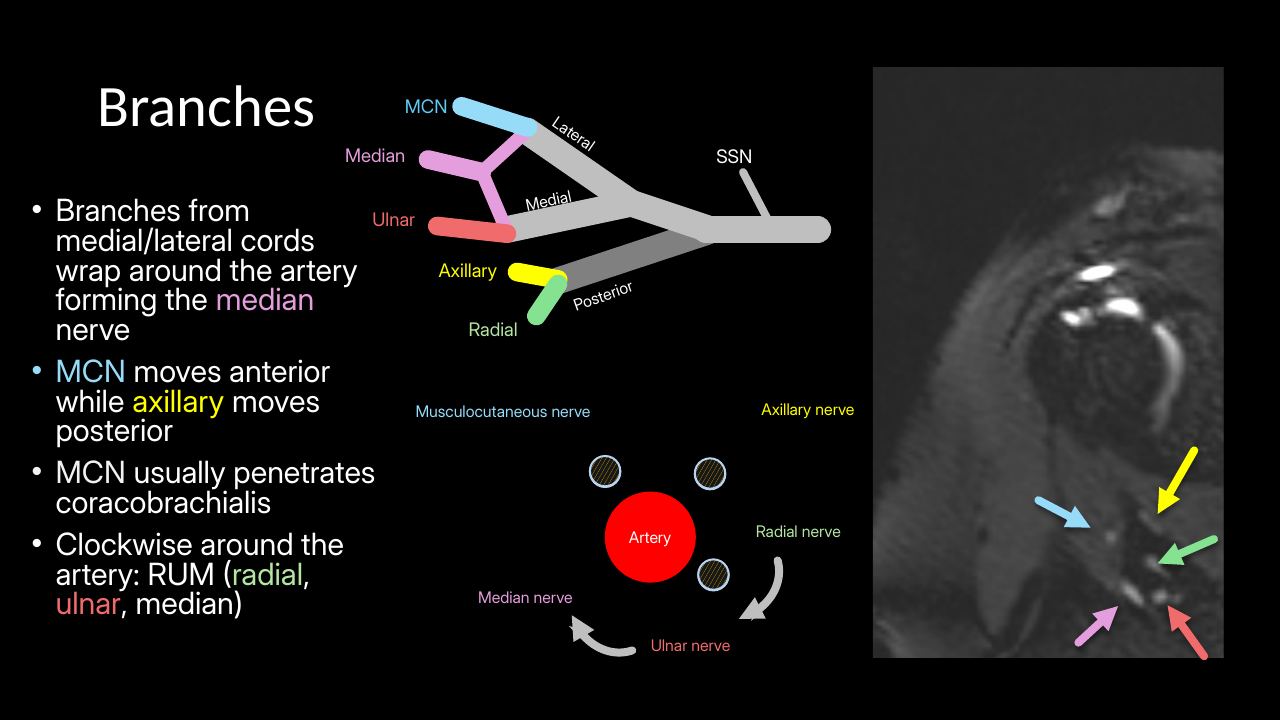 Branches
• Branches from
medial/lateral cords
wrap around the artery
forming the median
nerve
• MCN moves anterior
while axillary moves
posterior
• MCN usually penetrates
coracobrachialis
• Clockwise around the
artery: RUM (radial,
ulnar, median)
MCN
Lateral
Median
SSN
Medial
Ulnar
Axillary
Posterior
Radial
Musculocutaneous nerve
Axillary nerve
Artery
Radial nerve
Median nerve
Ulnar nerve